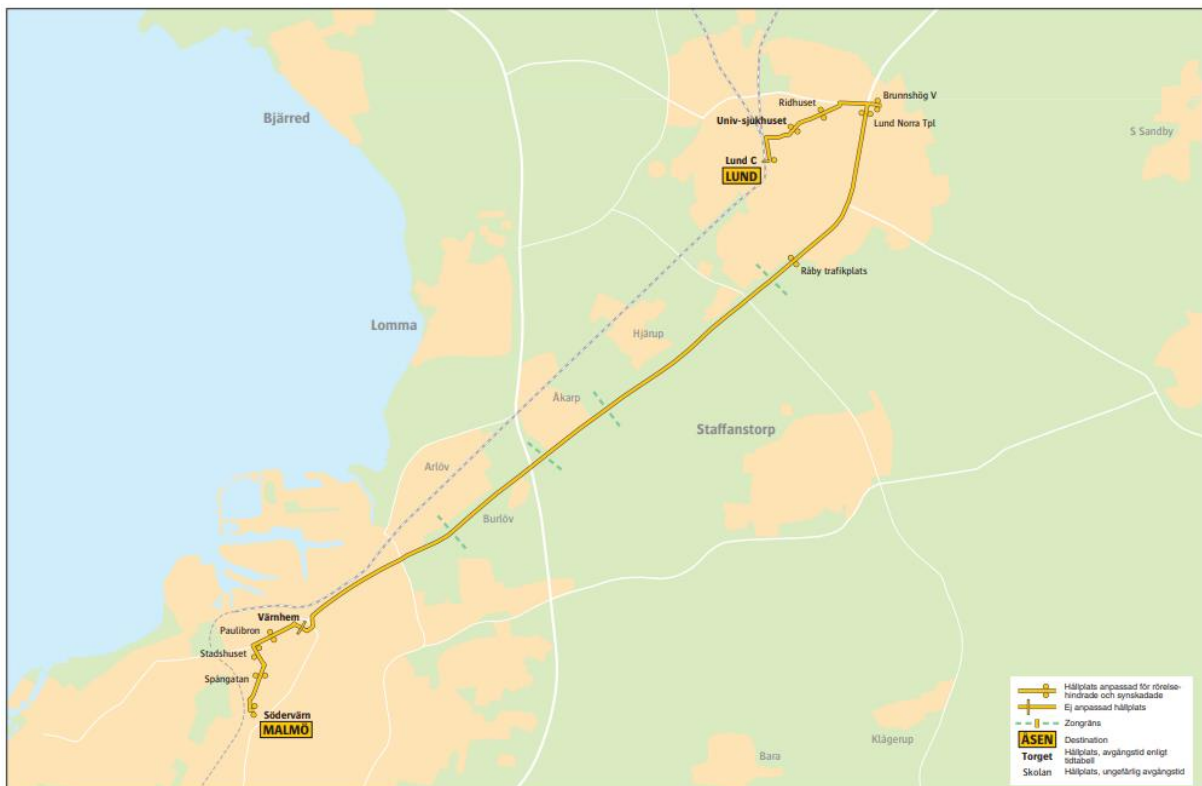 Bjärred
Lomma
Ridhuset
Brunnshög V
Univ-sjukhuset
Lund Norra Tpl
Lund C
LUND
S Sandby
Råby trafikplats
Hjärup
Åkarp
Staffanstorp
Arlöv
Burlöv
Värnhem
Paulibron
Stadshuset
Spångatan
Södervärn
MALMÖ
Klågerup
Bara
Hållplats anpassad för rörelse-
hindrade och synskadade
Ej anpassad hållplats
Zongräns
ÅSEN Destination
Torget Hållplats, avgångstid enligt
tidtabell
Skolan Hållplats, ungefärlig avgångstid